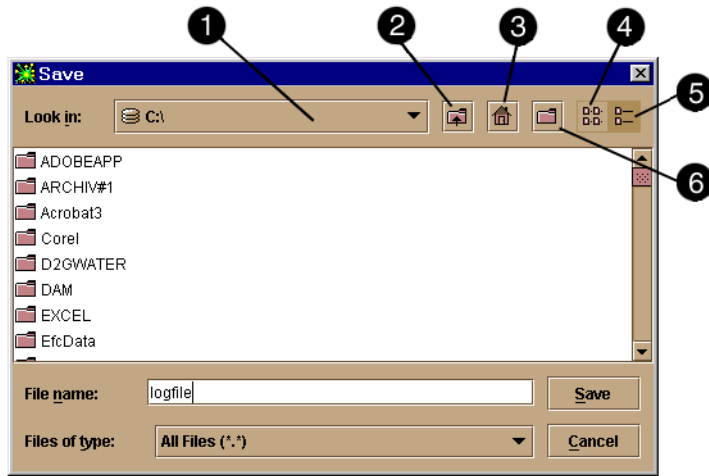 1 2 3 4
Save
5
Look in: C:\
6
ADOBEAPP
ARCHIV#1
Acrobat3
Corel
D2GWATER
DAM
EXCEL
EfcData
File name: logfile Save
Files of type: All Files (*.*) Cancel